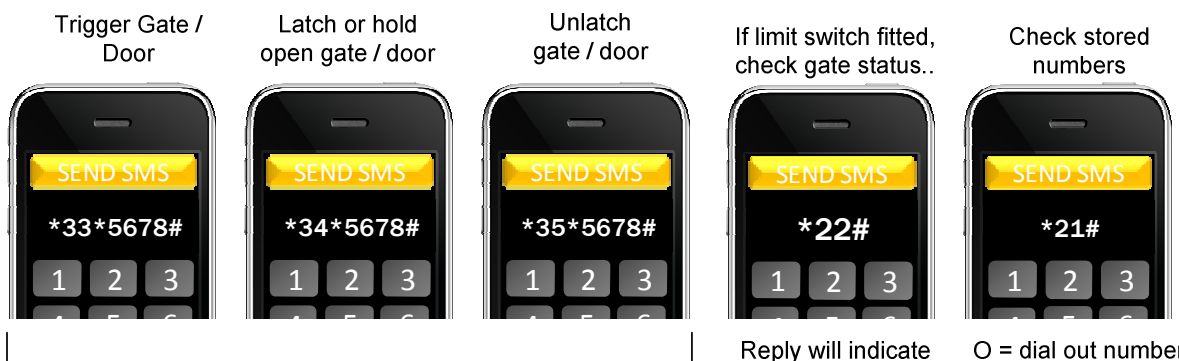 Trigger Gate /
Door
Latch or hold
open gate / door
Unlatch
gate / door
If limit switch fitted,
check gate status..
Check stored
numbers
SEND SMS
SEND SMS
SEND SMS
SEND SMS
SEND SMS
*33*5678#
*34*5678#
*35*5678#
*22#
*21#
1 2 3
1 2 3
1 2 3
1 2 3
1 2 3
Reply will indicate
O = dial out number